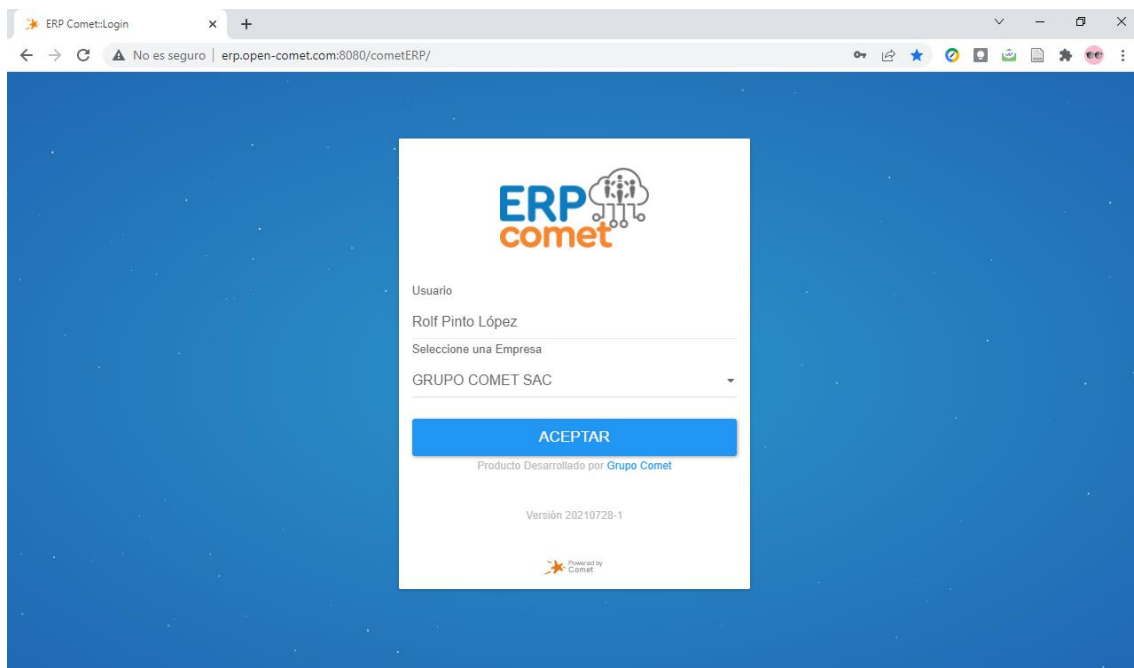 ERP Comet::Login
No es seguro | erp.open-comet.com:8080/cometERP/
ERP
comet
Usuario
Rolf Pinto López
Seleccione una Empresa
GRUPO COMET SAC
ACEPTAR
Producto Desarrollado por Grupo Comet
Versión 20210728-1
Powered by
Comet